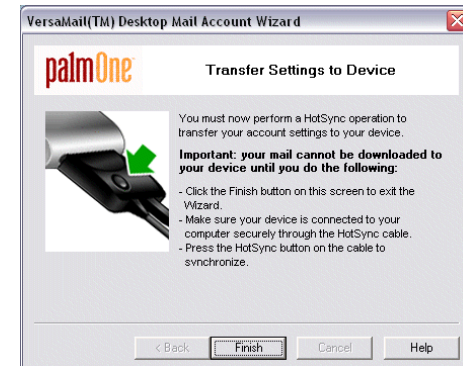 VersaMail(TM) Desktop Mail Account Wizard
palmOne
Transfer Settings to Device
You must now perform a HotSync operation to
transfer your account settings to your device.
Important: your mail cannot be downloaded to
your device until you do the following:
- Click the Finish button on this screen to exit the
Wizard.
- Make sure your device is connected to your
computer securely through the HotSync cable.
- Press the HotSync button on the cable to
synchronize.
< Back
Finish
Cancel
Help